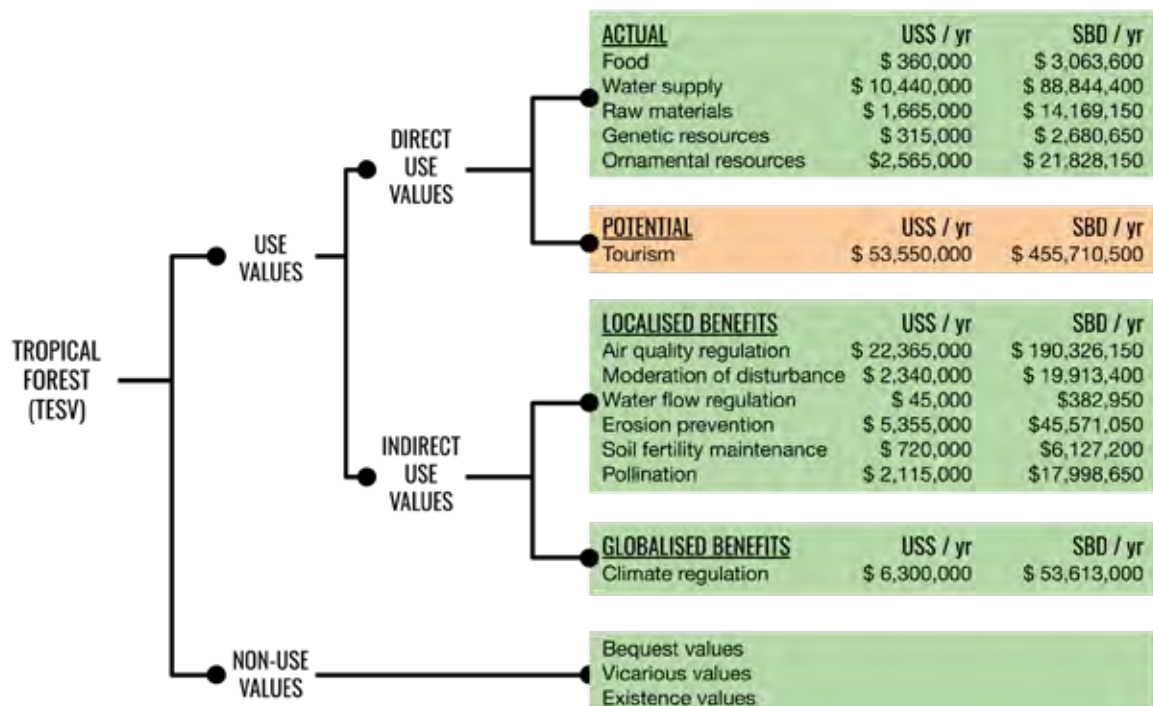 ACTUAL US$ / yr SBD / yr
Food $ 360,000 $ 3,063,600
Water supply $ 10,440,000 $ 88,844,400
Raw materials $ 1,665,000 $ 14,169,150
Genetic resources $ 315,000 $ 2,680,650
Ornamental resources $2,565,000 $ 21,828,150
DIRECT
USE
VALUES
POTENTIAL US$ / yr SBD / yr
Tourism $ 53,550,000 $ 455,710,500
USE
VALUES
TROPICAL
FOREST
(TESV)
LOCALISED BENEFITS US$ / yr SBD / yr
Air quality regulation $ 22,365,000 $ 190,326,150
Moderation of disturbance $ 2,340,000 $ 19,913,400
Water flow regulation $ 45,000 $382,950
Erosion prevention $ 5,355,000 $45,571,050
Soil fertility maintenance $ 720,000 $6,127,200
Pollination $ 2,115,000 $17,998,650
INDIRECT
USE
VALUES
GLOBALISED BENEFITS US$ / yr SBD / yr
Climate regulation $ 6,300,000 $ 53,613,000
NON-USE
VALUES
Bequest values
Vicarious values
Existence values